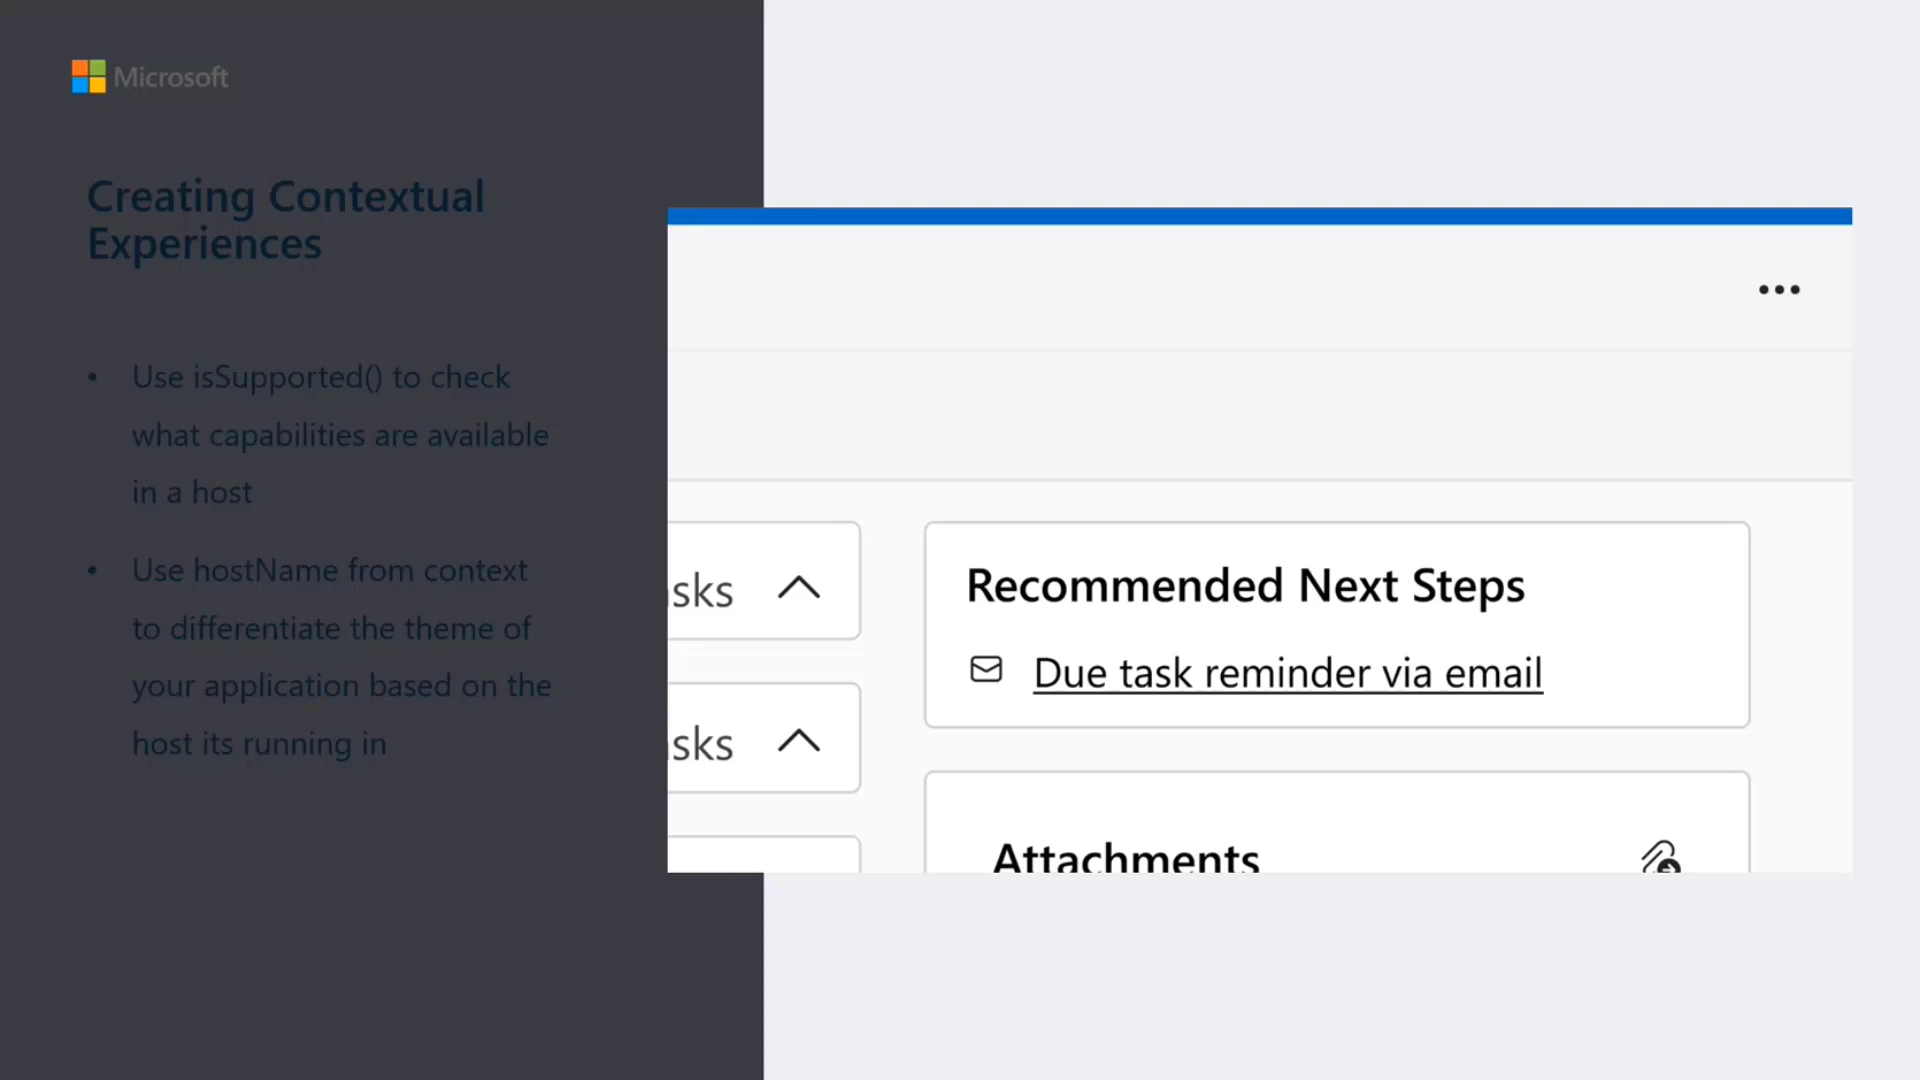 Microsoft
Creating Contextual
Experiences
• Use isSupported() to check
what capabilities are available
in a host
• Use hostName from context
to differentiate the theme of
your application based on the
host its running in
sks
sks
Recommended Next Steps
Due task reminder via email
Attachments